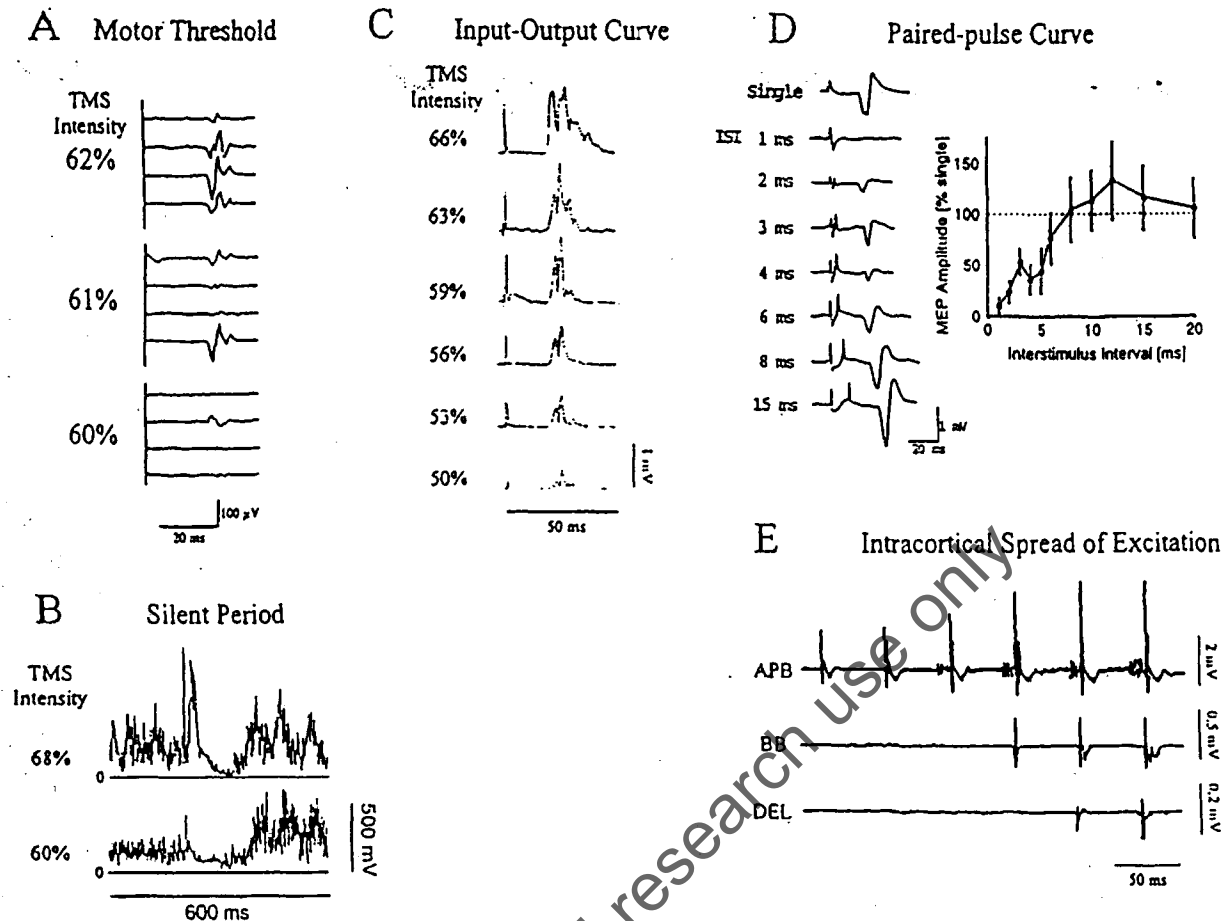 A Motor Threshold
TMS
Intensity
62%
61%
60%
100 µV
20 ms
B Silent Period
TMS
Intensity
68%
0
60%
0
500 mV
600 ms
C Input-Output Curve
TMS
Intensity
66%
63%
59%
56%
53%
50%
1 mV
50 ms
D Paired-pulse Curve
Single
ISI 1 ms
2 ms
3 ms
4 ms
6 ms
8 ms
15 ms
1 mV
20 ms
MEP Amplitude [% single]
150
100
50
0
0 5 10 15 20
Interstimulus Interval [ms]
E Intracortical Spread of Excitation
APB
2 mV
BB
0.5 mV
DEL
0.2 mV
50 ms
research use only